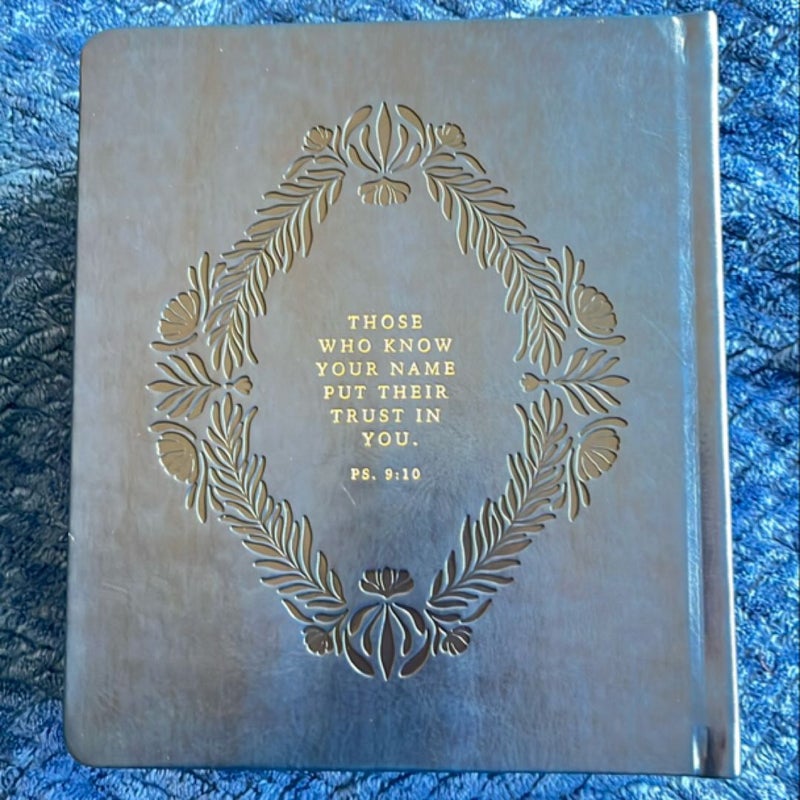 THOSE
WHO KNOW
YOUR NAME
PUT THEIR
TRUST IN
YOU.
PS. 9:10